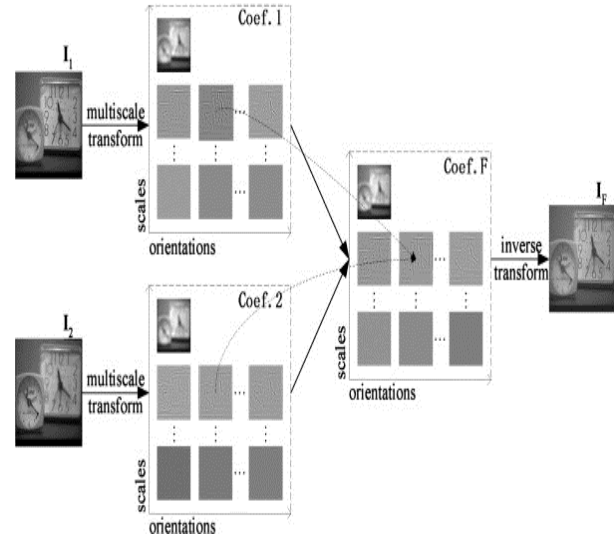 I1
multiscale
transform
Coef.1
scales
orientations
I2
multiscale
transform
Coef.2
scales
orientations
Coef.F
scales
orientations
inverse
transform
IF